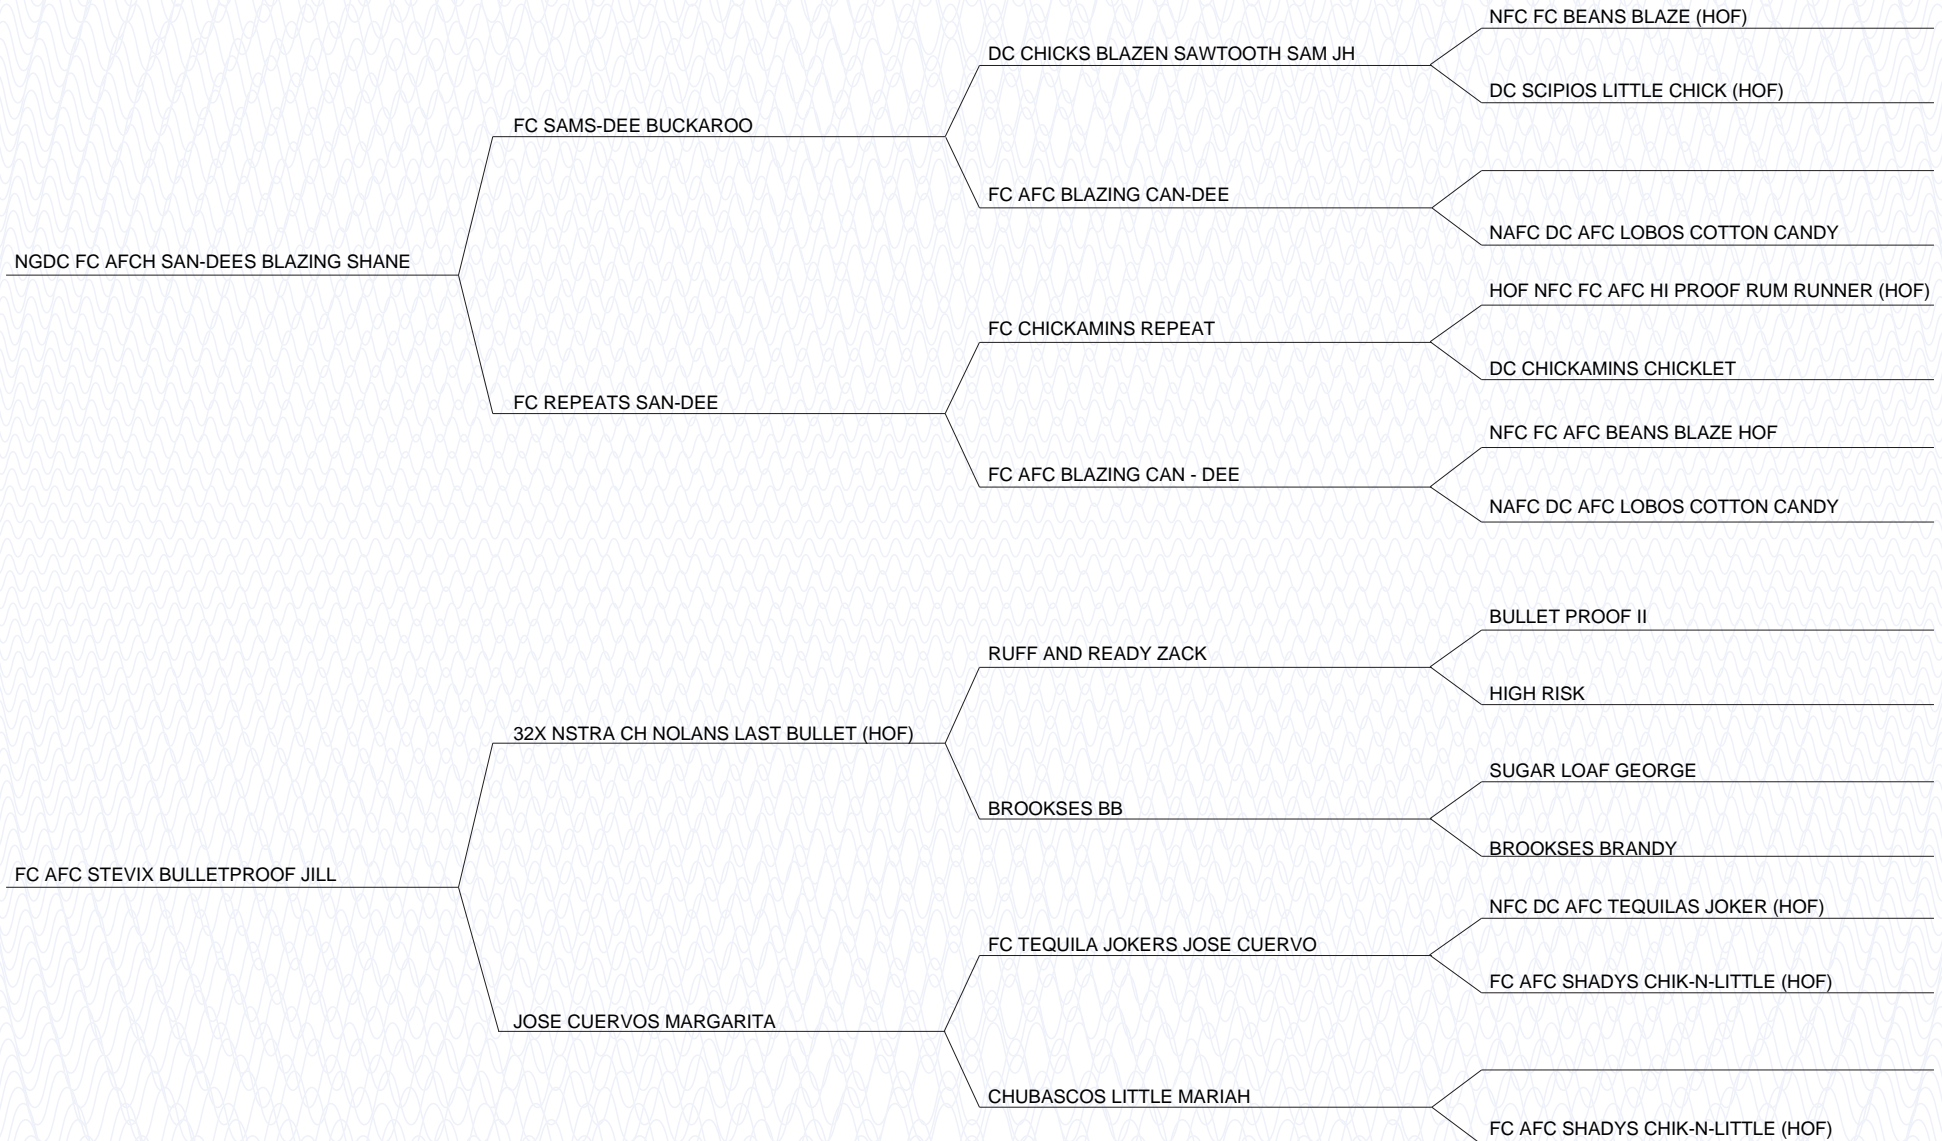 NFC FC BEANS BLAZE (HOF)
DC CHICKS BLAZEN SAWTOOTH SAM JH
DC SCIPIOS LITTLE CHICK (HOF)
FC SAMS-DEE BUCKAROO
FC AFC BLAZING CAN-DEE
NAFC DC AFC LOBOS COTTON CANDY
NGDC FC AFCH SAN-DEES BLAZING SHANE
HOF NFC FC AFC HI PROOF RUM RUNNER (HOF)
FC CHICKAMINS REPEAT
DC CHICKAMINS CHICKLET
FC REPEATS SAN-DEE
NFC FC AFC BEANS BLAZE HOF
FC AFC BLAZING CAN - DEE
NAFC DC AFC LOBOS COTTON CANDY
BULLET PROOF II
RUFF AND READY ZACK
HIGH RISK
32X NSTRA CH NOLANS LAST BULLET (HOF)
SUGAR LOAF GEORGE
BROOKSES BB
BROOKSES BRANDY
FC AFC STEVIX BULLETPROOF JILL
NFC DC AFC TEQUILAS JOKER (HOF)
FC TEQUILA JOKERS JOSE CUERVO
FC AFC SHADYS CHIK-N-LITTLE (HOF)
JOSE CUERVOS MARGARITA
CHUBASCOS LITTLE MARIAH
FC AFC SHADYS CHIK-N-LITTLE (HOF)